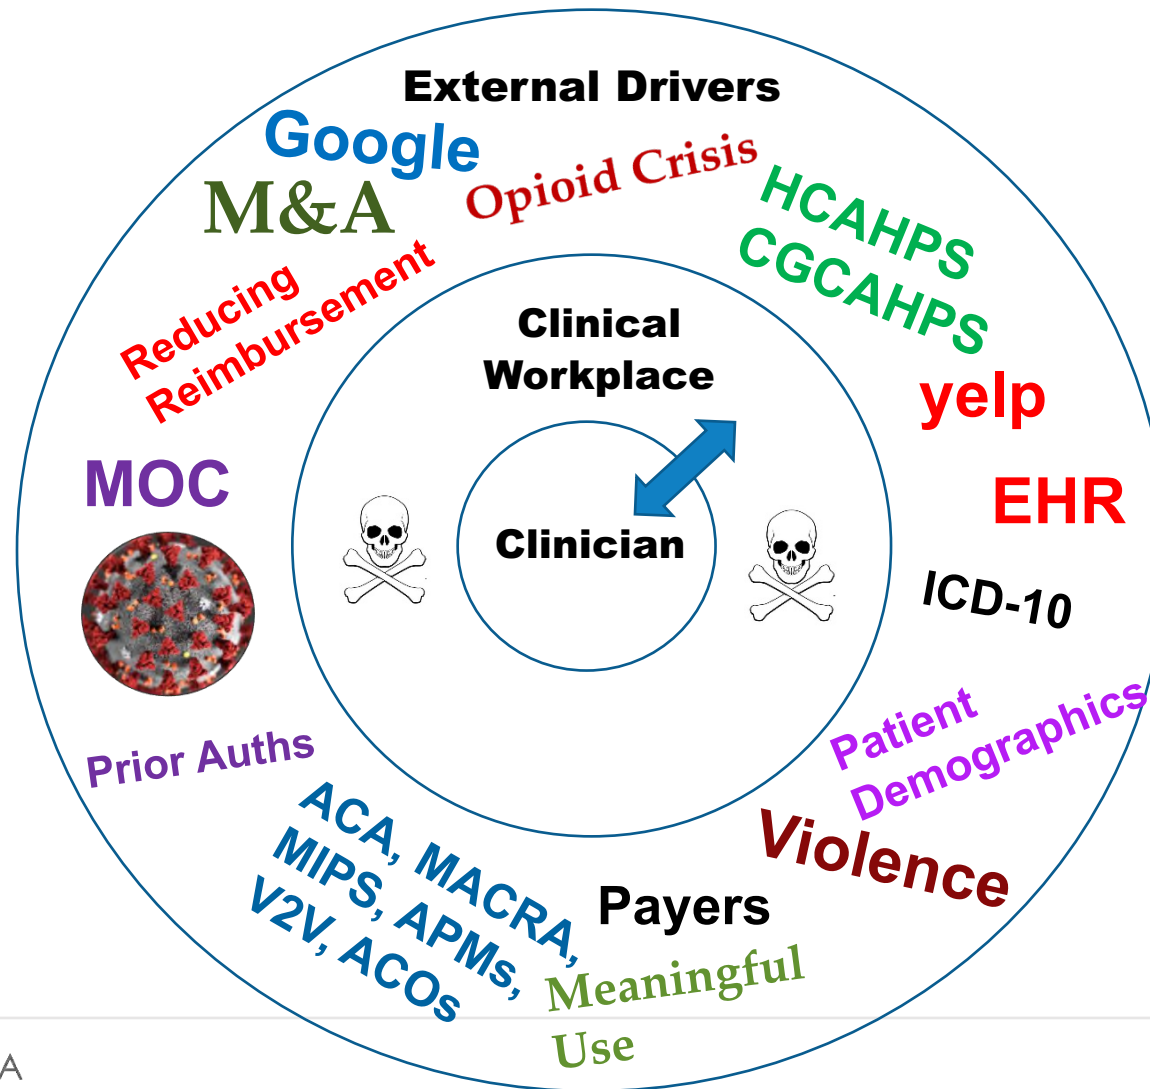 External Drivers
Google
M&A
Opioid Crisis
HCAHPS
CGCAHPS
Reducing
Reimbursement
Clinical
Workplace
yelp
MOC
EHR
Clinician
ICD-10
Patient
Demographics
Prior Auths
ACA, MACRA,
MIPS, APMs,
V2V, ACOs
Violence
Payers
Meaningful
Use
A